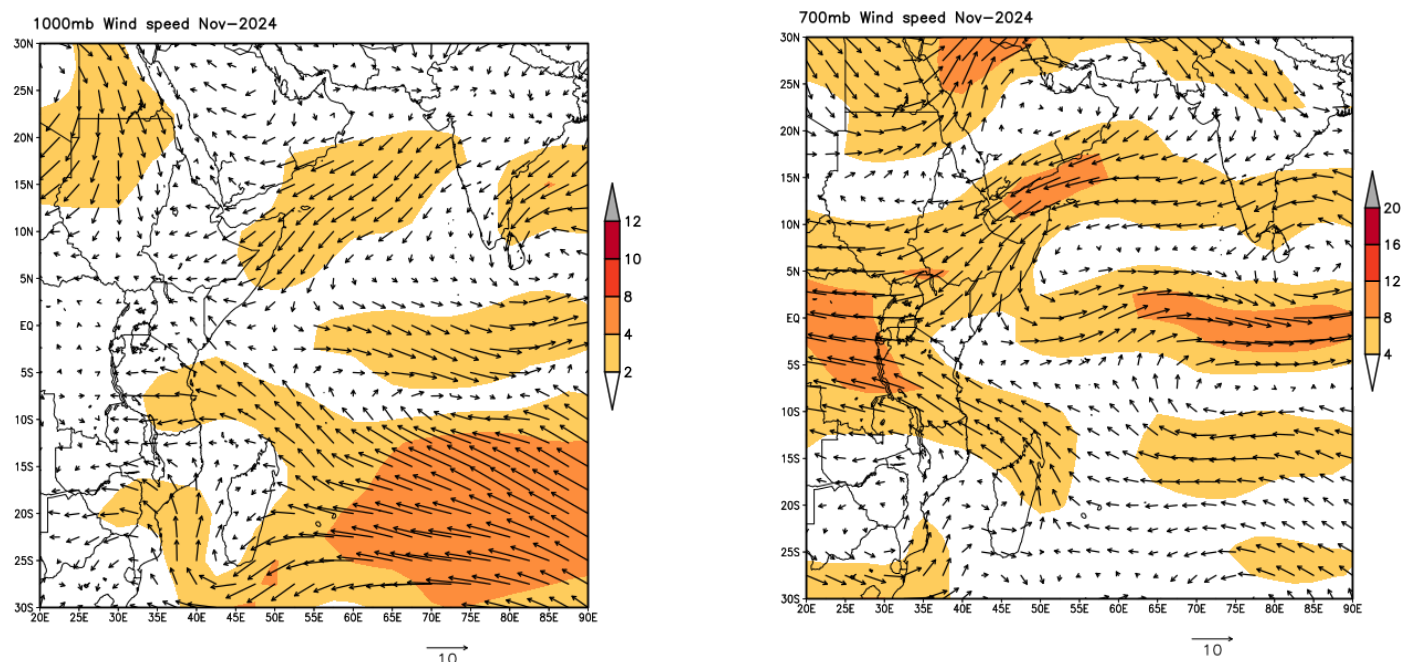 1000mb Wind speed Nov−2024
30N
25N
20N
15N
10N
5N
EQ
5S
10S
15S
20S
25S
30S
20E 25E 30E 35E 40E 45E 50E 55E 60E 65E 70E 75E 80E 85E 90E
10
12
10
8
4
2
700mb Wind speed Nov−2024
30N
25N
20N
15N
10N
5N
EQ
5S
10S
15S
20S
25S
30S
20E 25E 30E 35E 40E 45E 50E 55E 60E 65E 70E 75E 80E 85E 90E
10
20
16
12
8
4